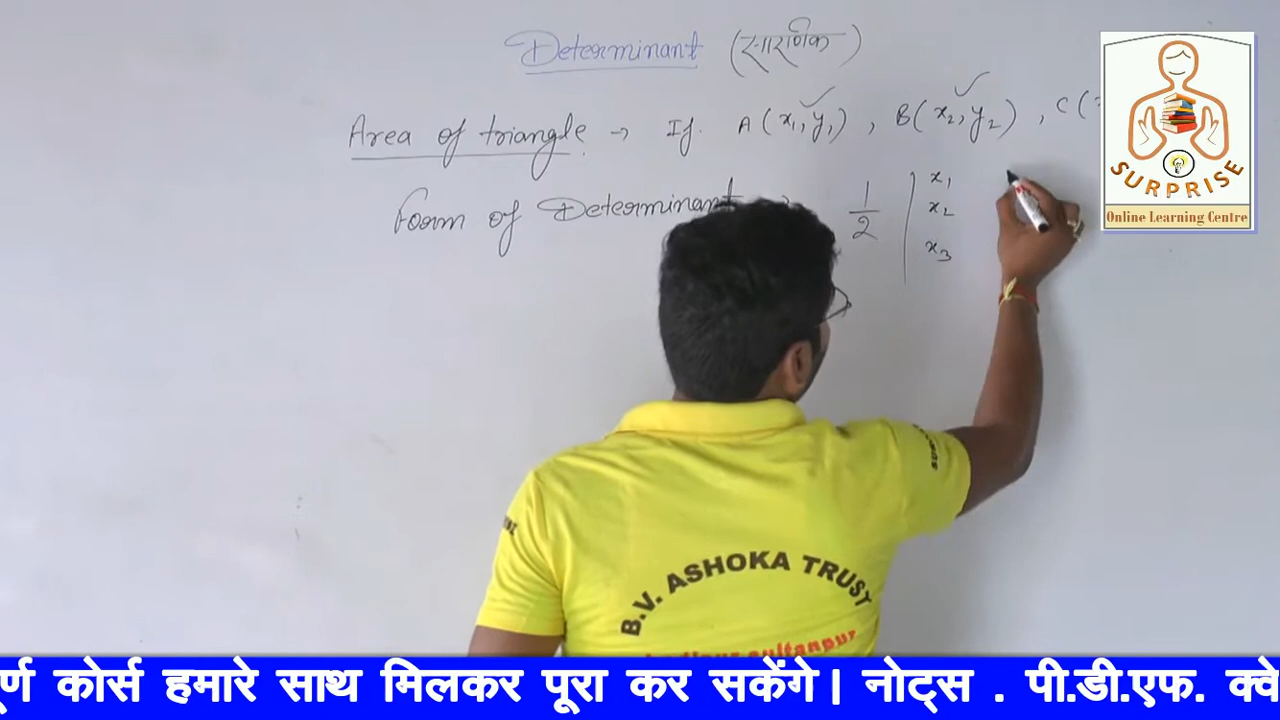 Determinant (सारणिक)
Area of triangle → If A(x₁, y₁), B(x₂, y₂), C(
Form of Determinant → 1/2 | x₁
x₂
x₃
SURPRISE
Online Learning Centre
B.V. ASHOKA TRUST
sultanpur
र्ण कोर्स हमारे साथ मिलकर पूरा कर सकेंगे। नोट्स . पी.डी.एफ. क्वे